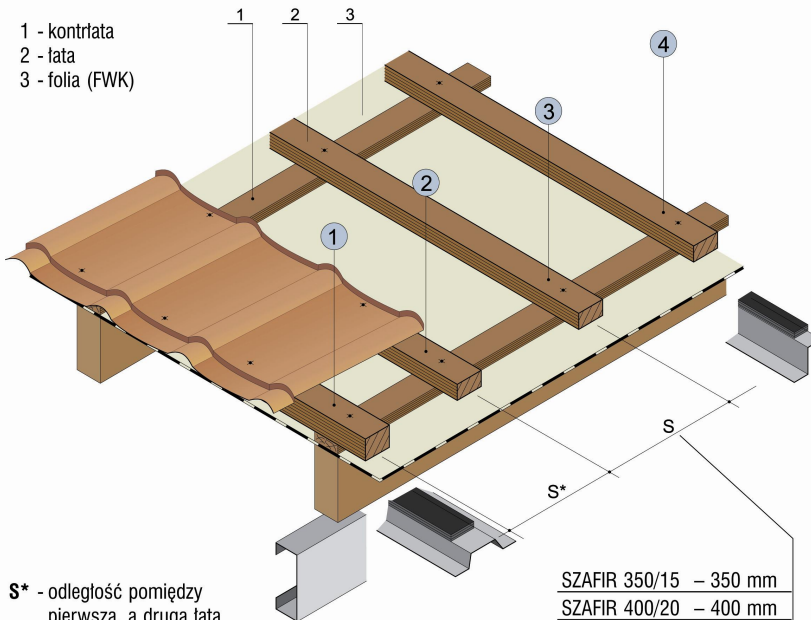 1 - kontrłata
2 - łata
3 - folia (FWK)
1 2 3
4
3
2
1
S
S*
S* - odległość pomiędzy
pierwszą a drugą łatą
SZAFIR 350/15 – 350 mm
SZAFIR 400/20 – 400 mm